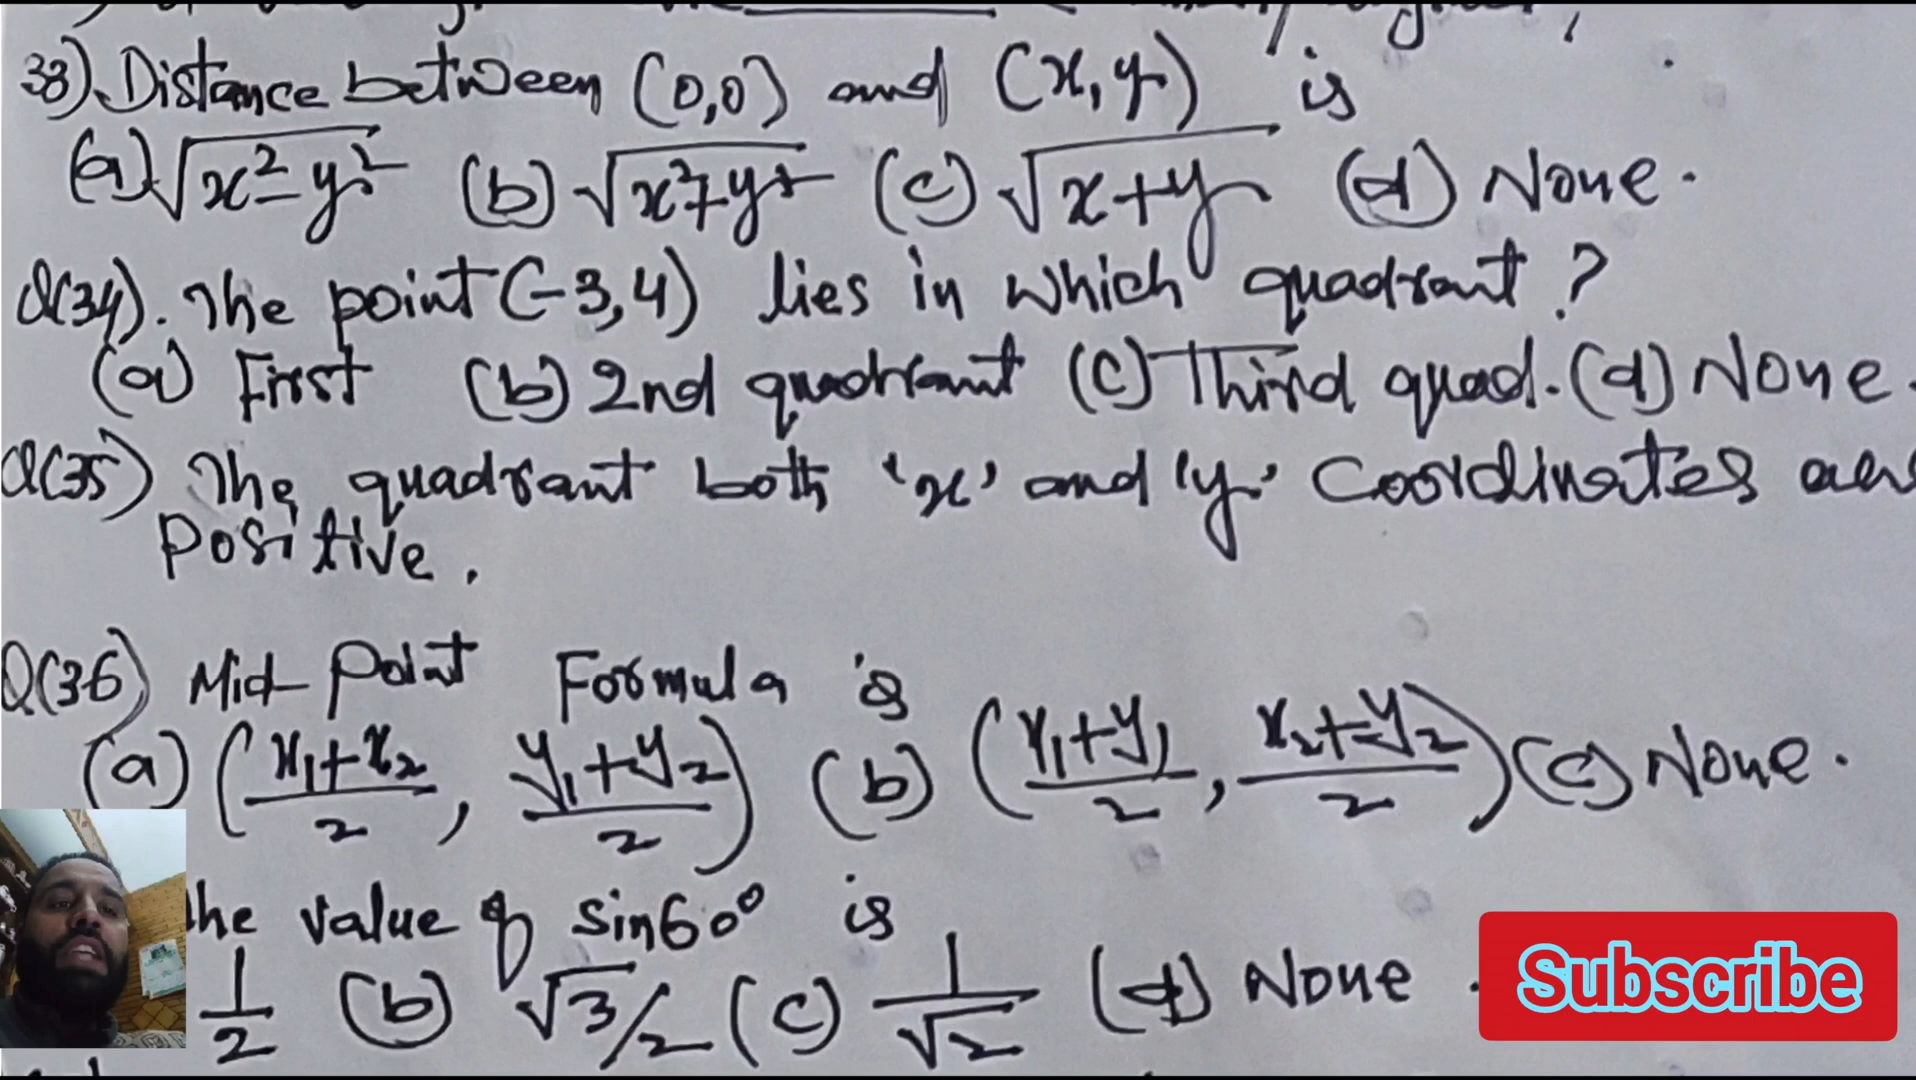 33). Distance between (0,0) and (x,y) is
(a) √x²-y² (b) √x²+y² (c) √x+y (d) None.
Q(34). The point (-3,4) lies in which quadrant?
(a) First (b) 2nd quadrant (c) Third quad. (d) None.
Q(35) The quadrant both 'x' and 'y' Coordinates are
Positive.
Q(36) Mid-Point Formula is
(a) (x₁+x₂/2, y₁+y₂/2) (b) (x₁+y₁/2, x₂+y₂/2) (c) None.
he value of sin60° is
1/2 (b) √3/2 (c) 1/√2 (d) None.
Subscribe